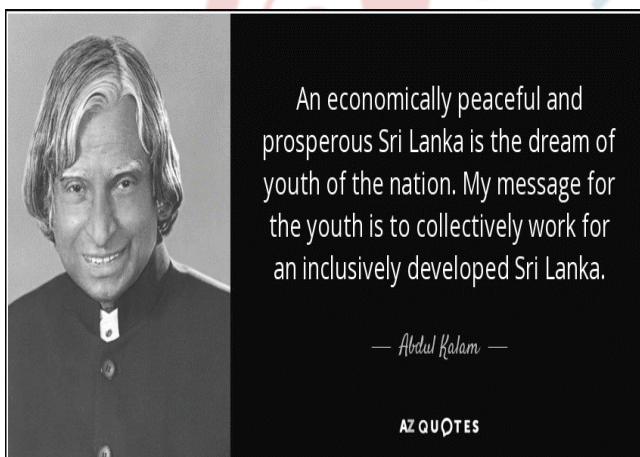 An economically peaceful and
prosperous Sri Lanka is the dream of
youth of the nation. My message for
the youth is to collectively work for
an inclusively developed Sri Lanka.
— Abdul Kalam —
AZ QUOTES